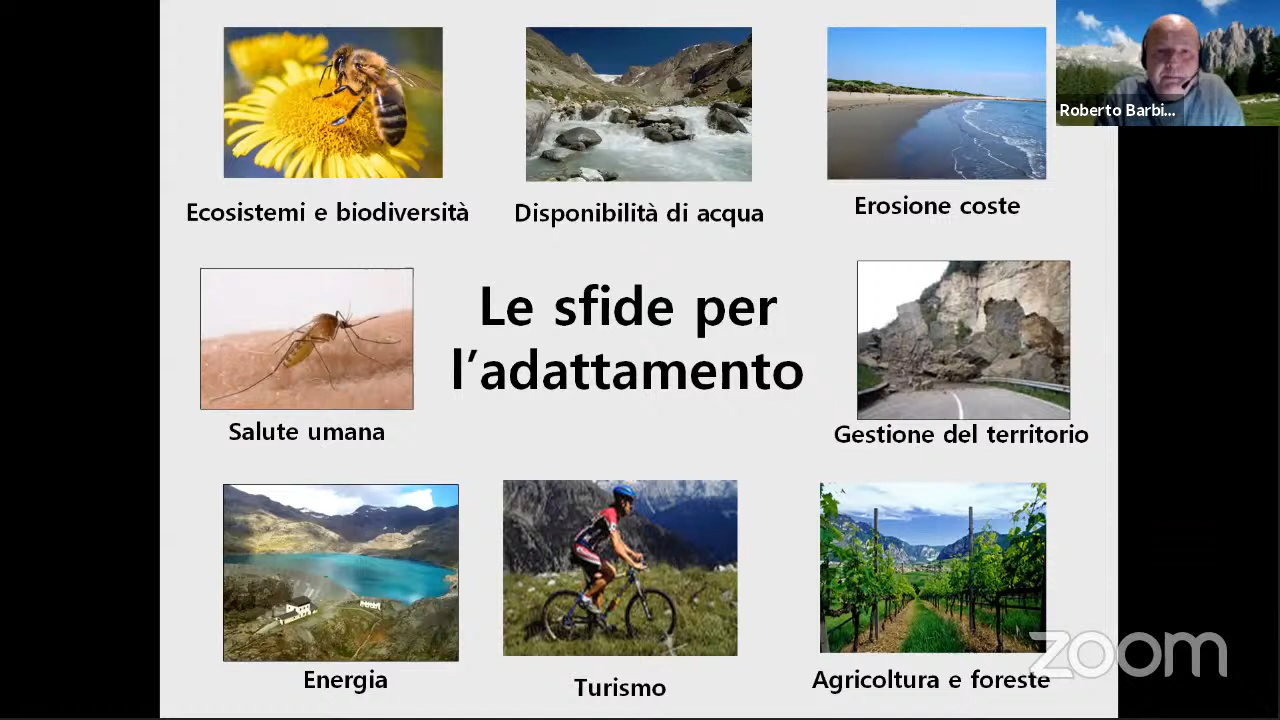 Roberto Barbi...
Ecosistemi e biodiversità
Disponibilità di acqua
Erosione coste
Le sfide per
l'adattamento
Salute umana
Gestione del territorio
Energia
Turismo
Agricoltura e foreste
zoom